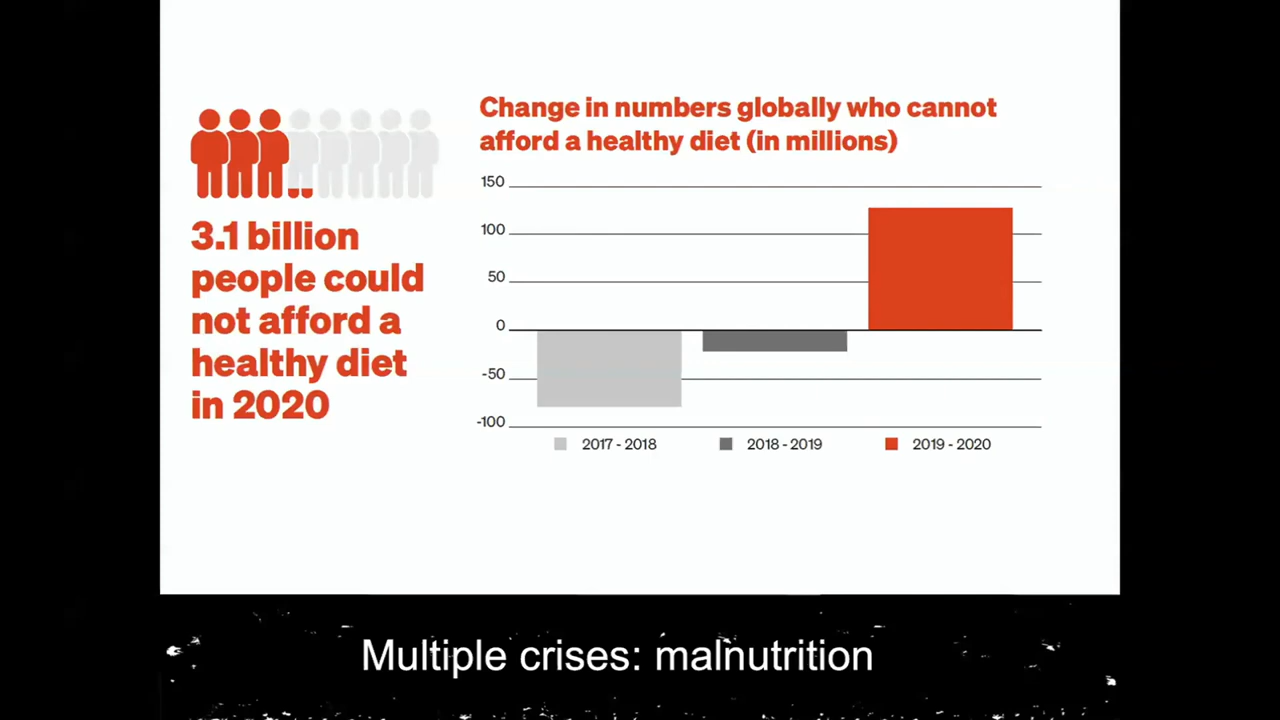 3.1 billion
people could
not afford a
healthy diet
in 2020
Change in numbers globally who cannot
afford a healthy diet (in millions)
150
100
50
0
-50
-100
2017 - 2018
2018 - 2019
2019 - 2020
Multiple crises: malnutrition